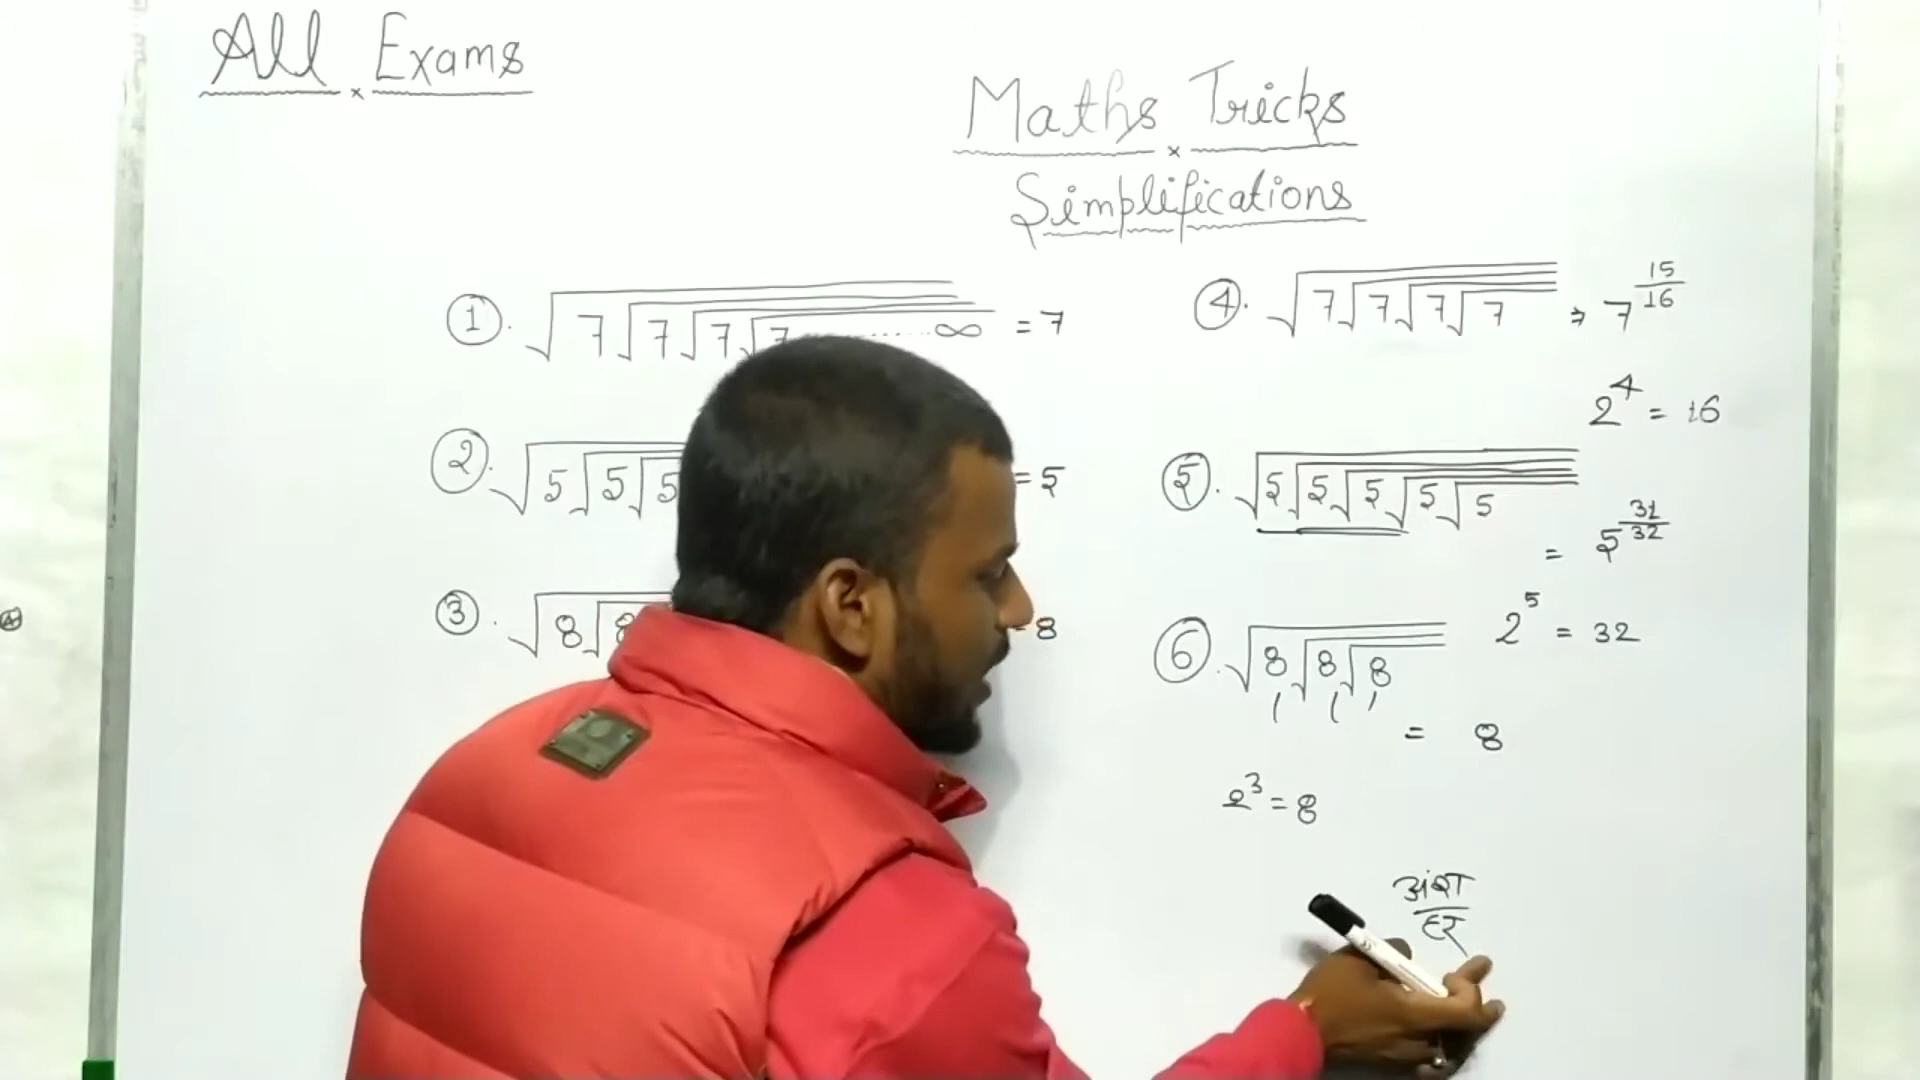 All Exams
Maths Tricks
Simplifications
① . √7√7√7√7 ........ ∞ = 7
② . √5√5√5 = 5
③ . √8√8 = 8
④ . √7√7√7√7 ⇒ 7^15/16
2^4 = 16
⑤ . √5√5√5√5√5
= 5^31/32
2^5 = 32
⑥ . √8√8√8
= 8
2^3 = 8
अंश
हर